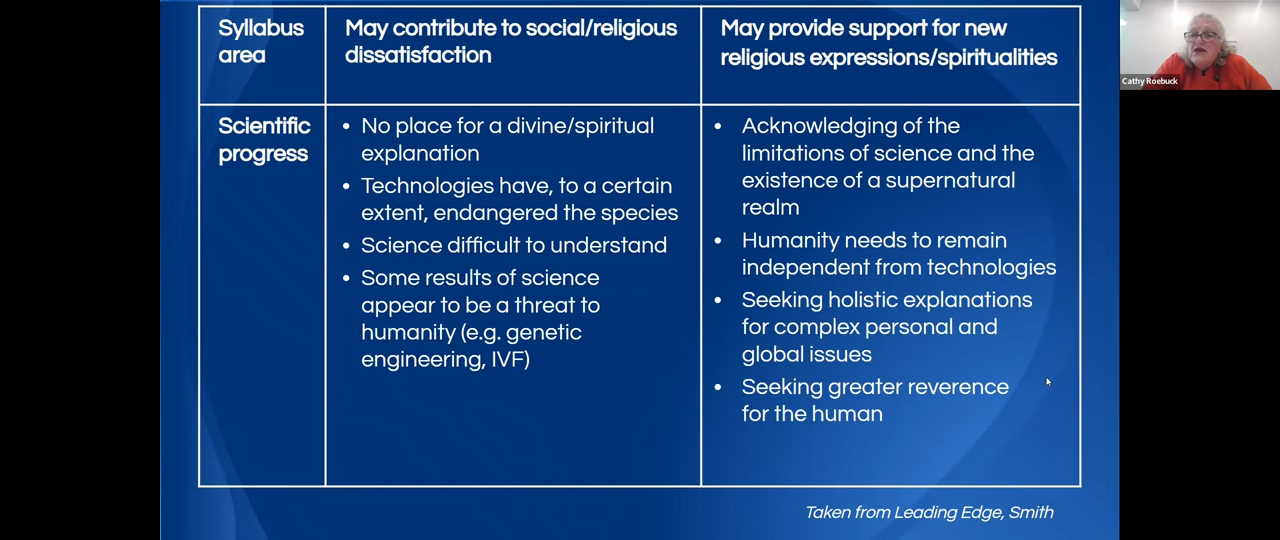 Syllabus
area
May contribute to social/religious
dissatisfaction
May provide support for new
religious expressions/spiritualities
Scientific
progress
• No place for a divine/spiritual
explanation
• Technologies have, to a certain
extent, endangered the species
• Science difficult to understand
• Some results of science
appear to be a threat to
humanity (e.g. genetic
engineering, IVF)
• Acknowledging of the
limitations of science and the
existence of a supernatural
realm
• Humanity needs to remain
independent from technologies
• Seeking holistic explanations
for complex personal and
global issues
• Seeking greater reverence
for the human
Taken from Leading Edge, Smith
Cathy Roebuck